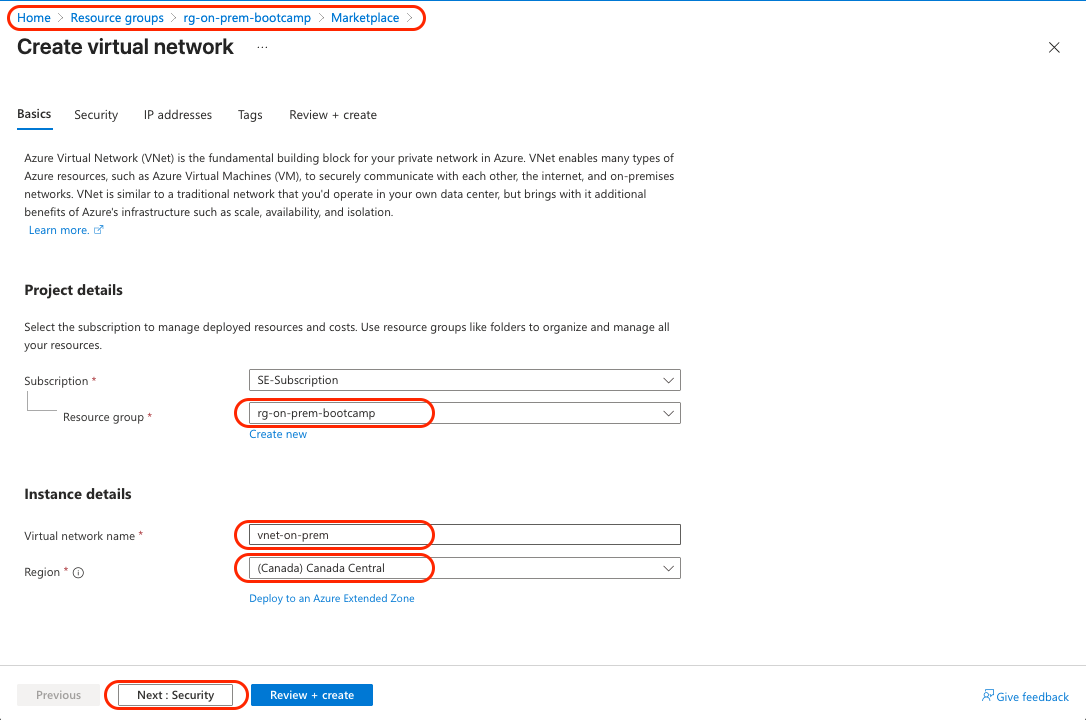 Home > Resource groups > rg-on-prem-bootcamp > Marketplace >
Create virtual network ...
Basics Security IP addresses Tags Review + create
Azure Virtual Network (VNet) is the fundamental building block for your private network in Azure. VNet enables many types of
Azure resources, such as Azure Virtual Machines (VM), to securely communicate with each other, the internet, and on-premises
networks. VNet is similar to a traditional network that you'd operate in your own data center, but brings with it additional
benefits of Azure's infrastructure such as scale, availability, and isolation.
Learn more.
Project details
Select the subscription to manage deployed resources and costs. Use resource groups like folders to organize and manage all
your resources.
Subscription * SE-Subscription
Resource group * rg-on-prem-bootcamp
Create new
Instance details
Virtual network name * vnet-on-prem
Region * (Canada) Canada Central
Deploy to an Azure Extended Zone
Previous Next : Security Review + create Give feedback